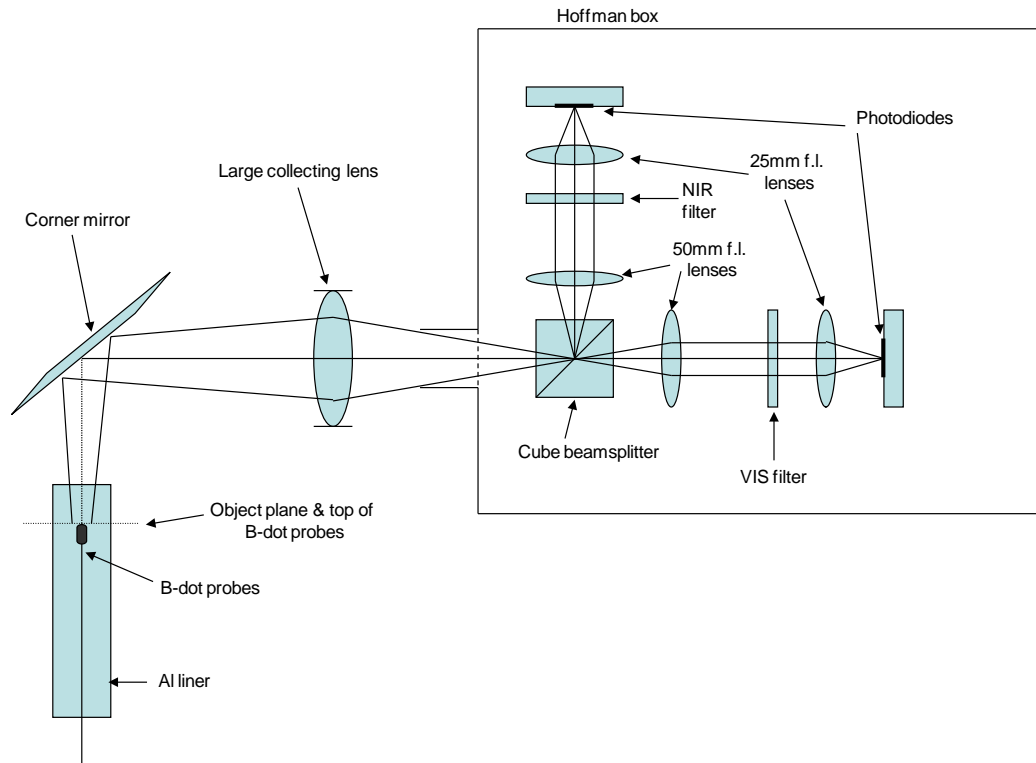 Hoffman box
Photodiodes
Large collecting lens
25mm f.l.
lenses
NIR
filter
Corner mirror
50mm f.l.
lenses
Cube beamsplitter
VIS filter
Object plane & top of
B-dot probes
B-dot probes
Al liner